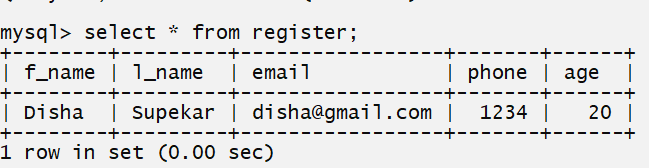 mysql> select * from register;
+--------+---------+-----------------+-------+------+
| f_name | l_name  | email           | phone | age  |
+--------+---------+-----------------+-------+------+
| Disha  | Supekar | disha@gmail.com |  1234 |   20 |
+--------+---------+-----------------+-------+------+
1 row in set (0.00 sec)